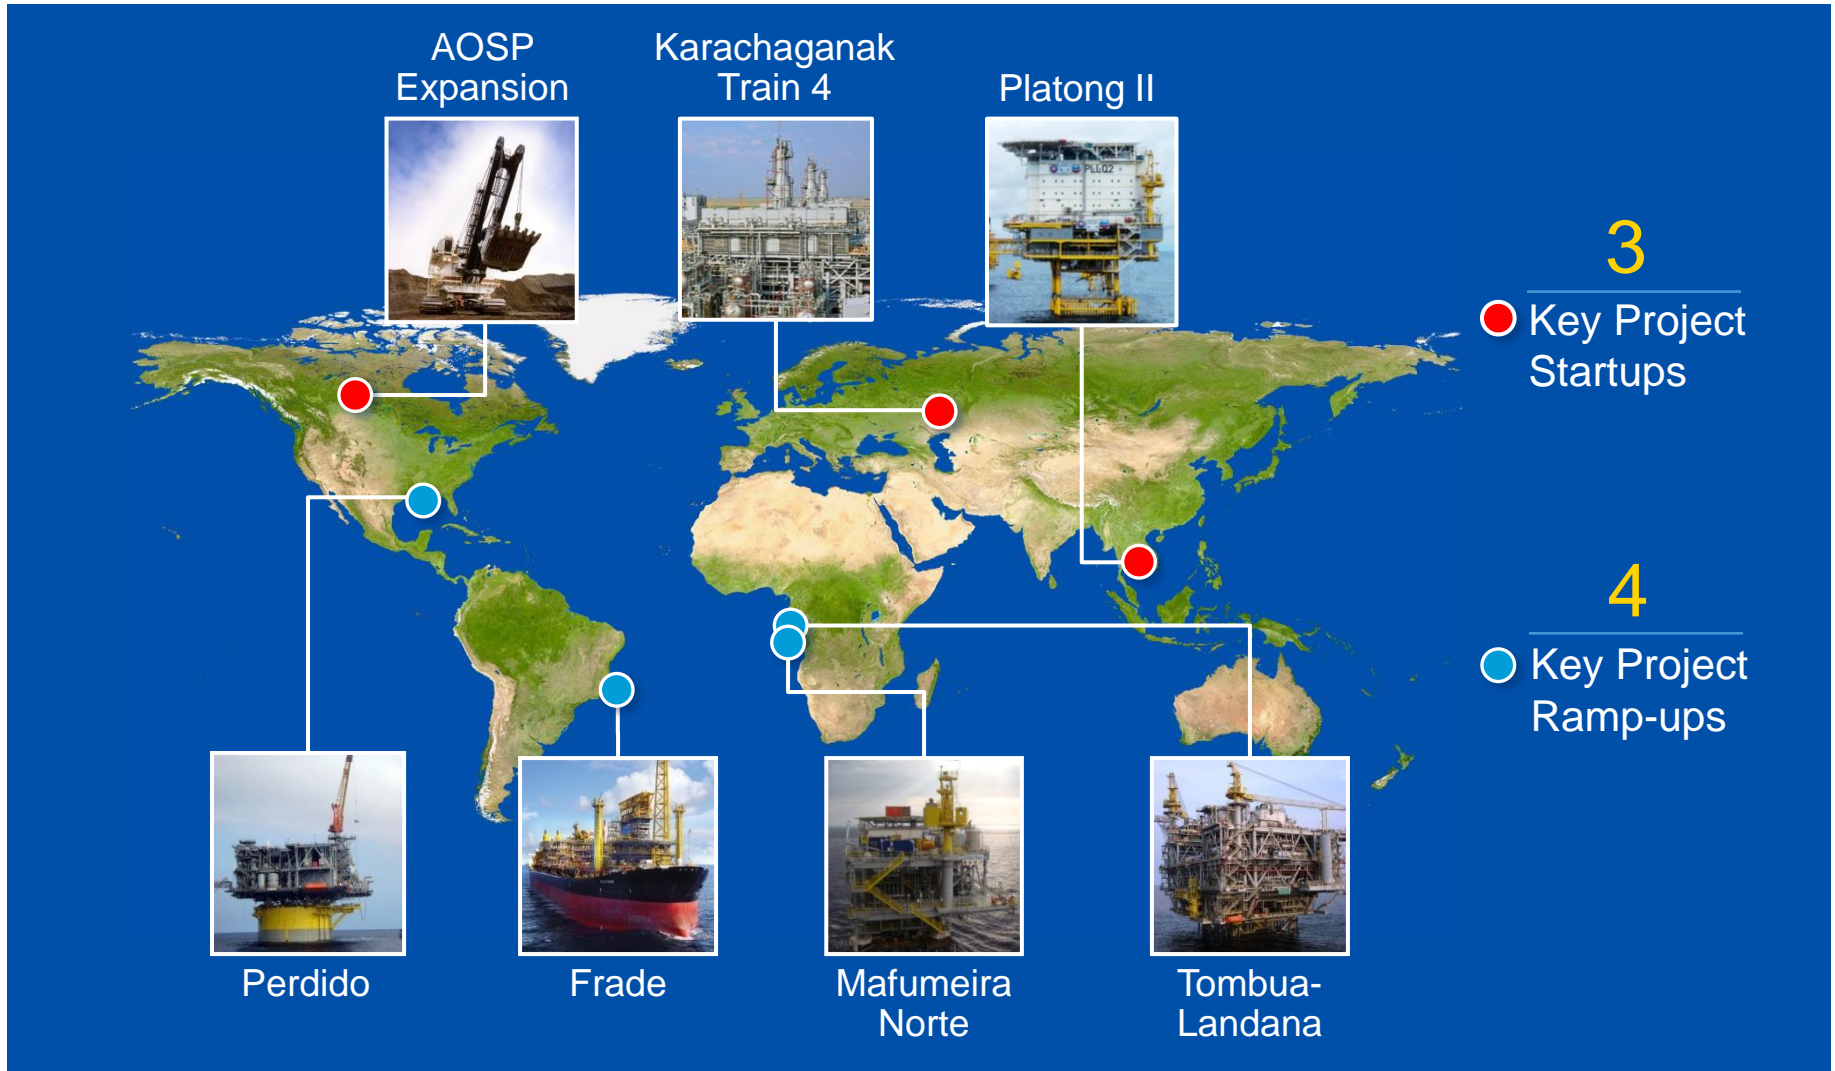 AOSP
Expansion
Karachaganak
Train 4
Platong II
PLLQ2
3
Key Project
Startups
4
Key Project
Ramp-ups
Perdido
Frade
Mafumeira
Norte
Tombua-
Landana